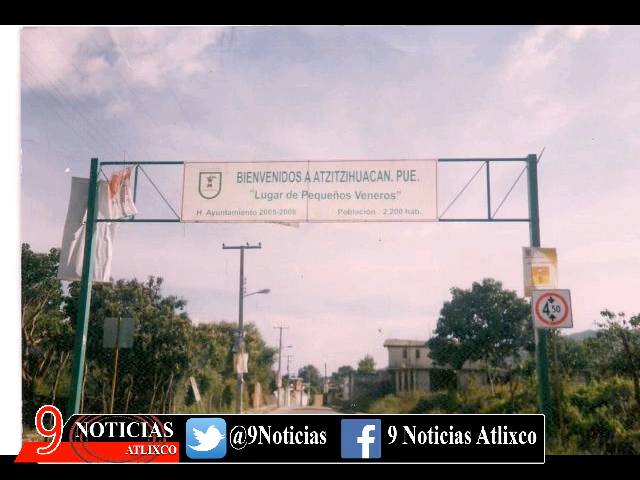 BIENVENIDOS A ATZITZIHUACAN. PUE.
"Lugar de Pequeños Veneros"
H. Ayuntamiento 2005-2008 Población : 2.200 hab.
4.50
9 NOTICIAS
ATLIXCO
@9Noticias
9 Noticias Atlixco